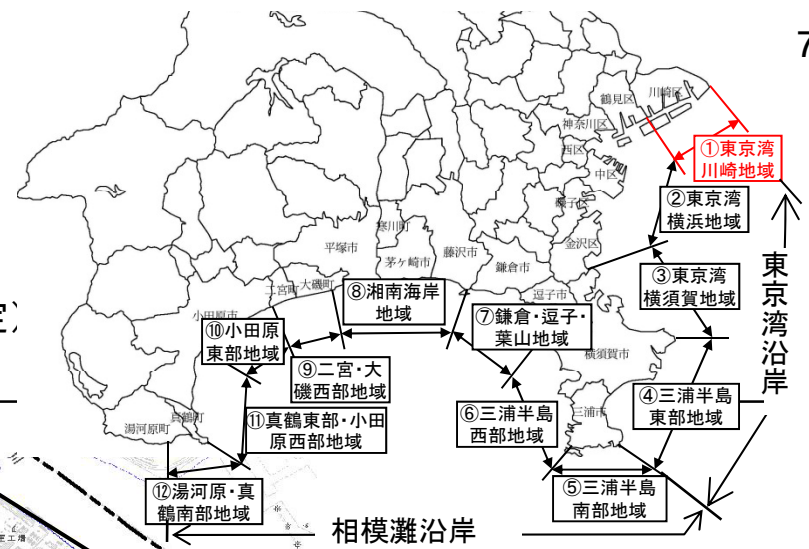 7
川崎区
鶴見区
神奈川区
西区
中区
磯子区
金沢区
①東京湾
川崎地域
②東京湾
横浜地域
③東京湾
横須賀地域
東京湾沿岸
寒川町
平塚市
茅ヶ崎市
藤沢市
鎌倉市
逗子市
大磯町
二宮町
小田原市
⑧湘南海岸
地域
⑦鎌倉・逗子・
葉山地域
⑩小田原
東部地域
⑨二宮・大
磯西部地域
横須賀市
④三浦半島
東部地域
⑥三浦半島
西部地域
三浦市
真鶴町
湯河原町
⑪真鶴東部・小田
原西部地域
⑤三浦半島
南部地域
⑫湯河原・真
鶴南部地域
相模灘沿岸